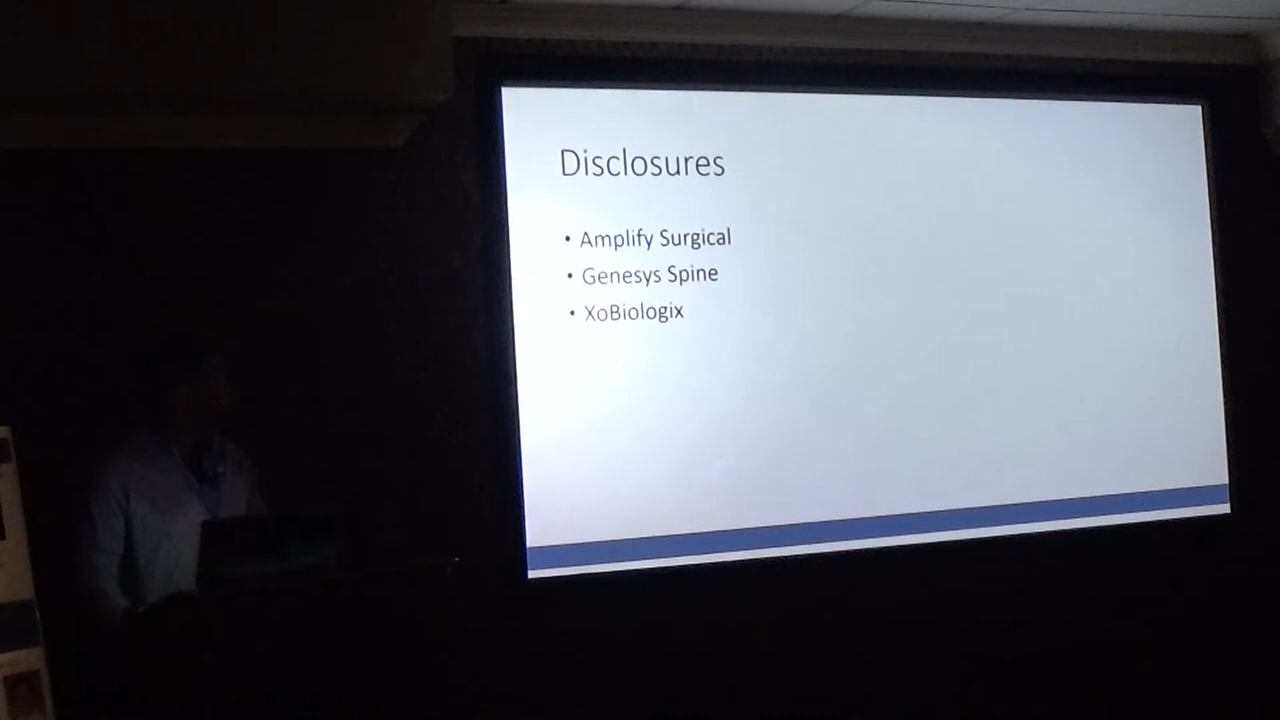 Disclosures
• Amplify Surgical
• Genesys Spine
• XoBiologix